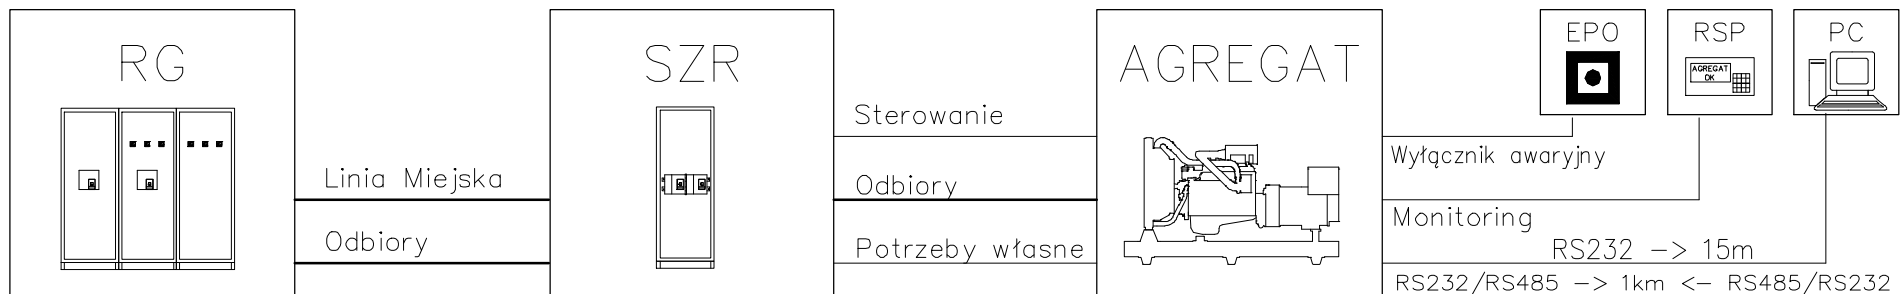 RG
Linia Miejska
Odbiory
SZR
Sterowanie
Odbiory
Potrzeby własne
AGREGAT
EPO
RSP
AGREGAT
OK
PC
Wyłącznik awaryjny
Monitoring
RS232 -> 15m
RS232/RS485 -> 1km <- RS485/RS232